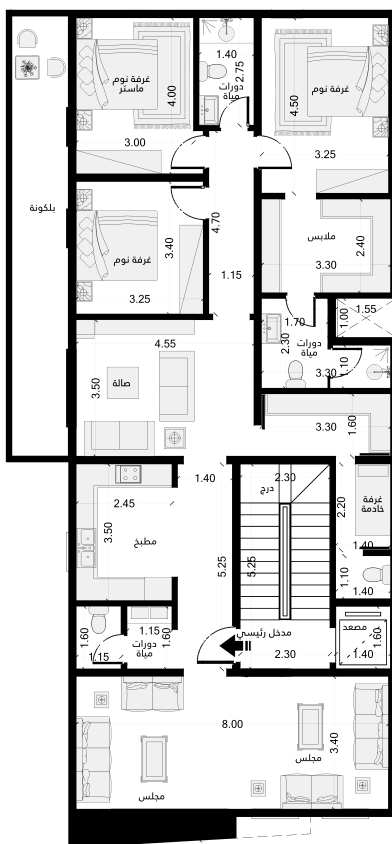 غرفة نوم
ماستر
4.00
3.00
1.40
2.75
دورات
مياة
غرفة نوم
4.50
3.25
بلكونة
غرفة نوم
3.40
3.25
4.70
1.15
ملابس
2.40
3.30
1.70
2.30
دورات
مياة
1.00
1.55
1.10
3.30
4.55
3.50
صالة
3.30
1.60
1.40
2.30
درج
2.45
3.50
مطبخ
5.25
5.25
غرفة
خادمة
2.20
1.40
1.10
1.40
1.60
1.15
1.15
دورات
مياة
1.60
مدخل رئيسي
2.30
مصعد
1.60
1.40
8.00
3.40
مجلس
مجلس